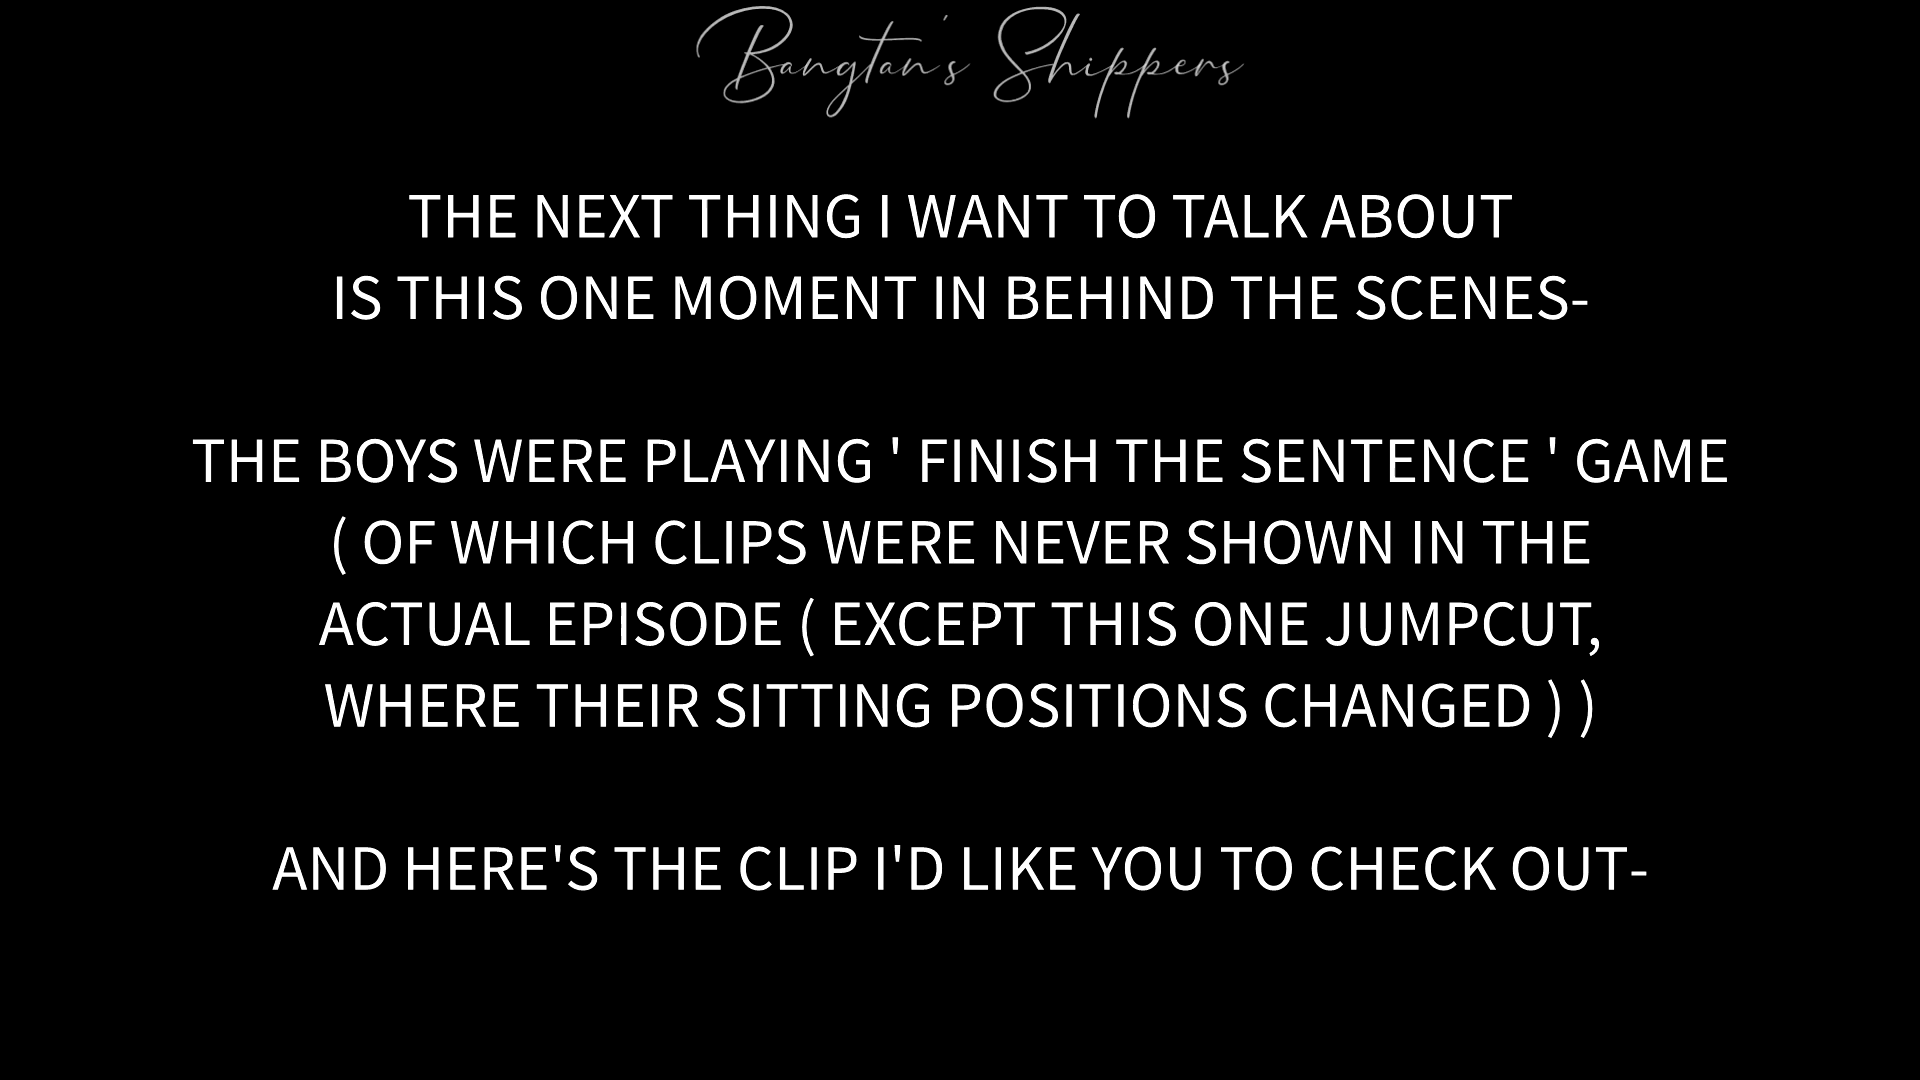 Bangtan's Shippers
THE NEXT THING I WANT TO TALK ABOUT
IS THIS ONE MOMENT IN BEHIND THE SCENES-
THE BOYS WERE PLAYING ' FINISH THE SENTENCE ' GAME
( OF WHICH CLIPS WERE NEVER SHOWN IN THE
ACTUAL EPISODE ( EXCEPT THIS ONE JUMPCUT,
WHERE THEIR SITTING POSITIONS CHANGED ) )
AND HERE'S THE CLIP I'D LIKE YOU TO CHECK OUT-